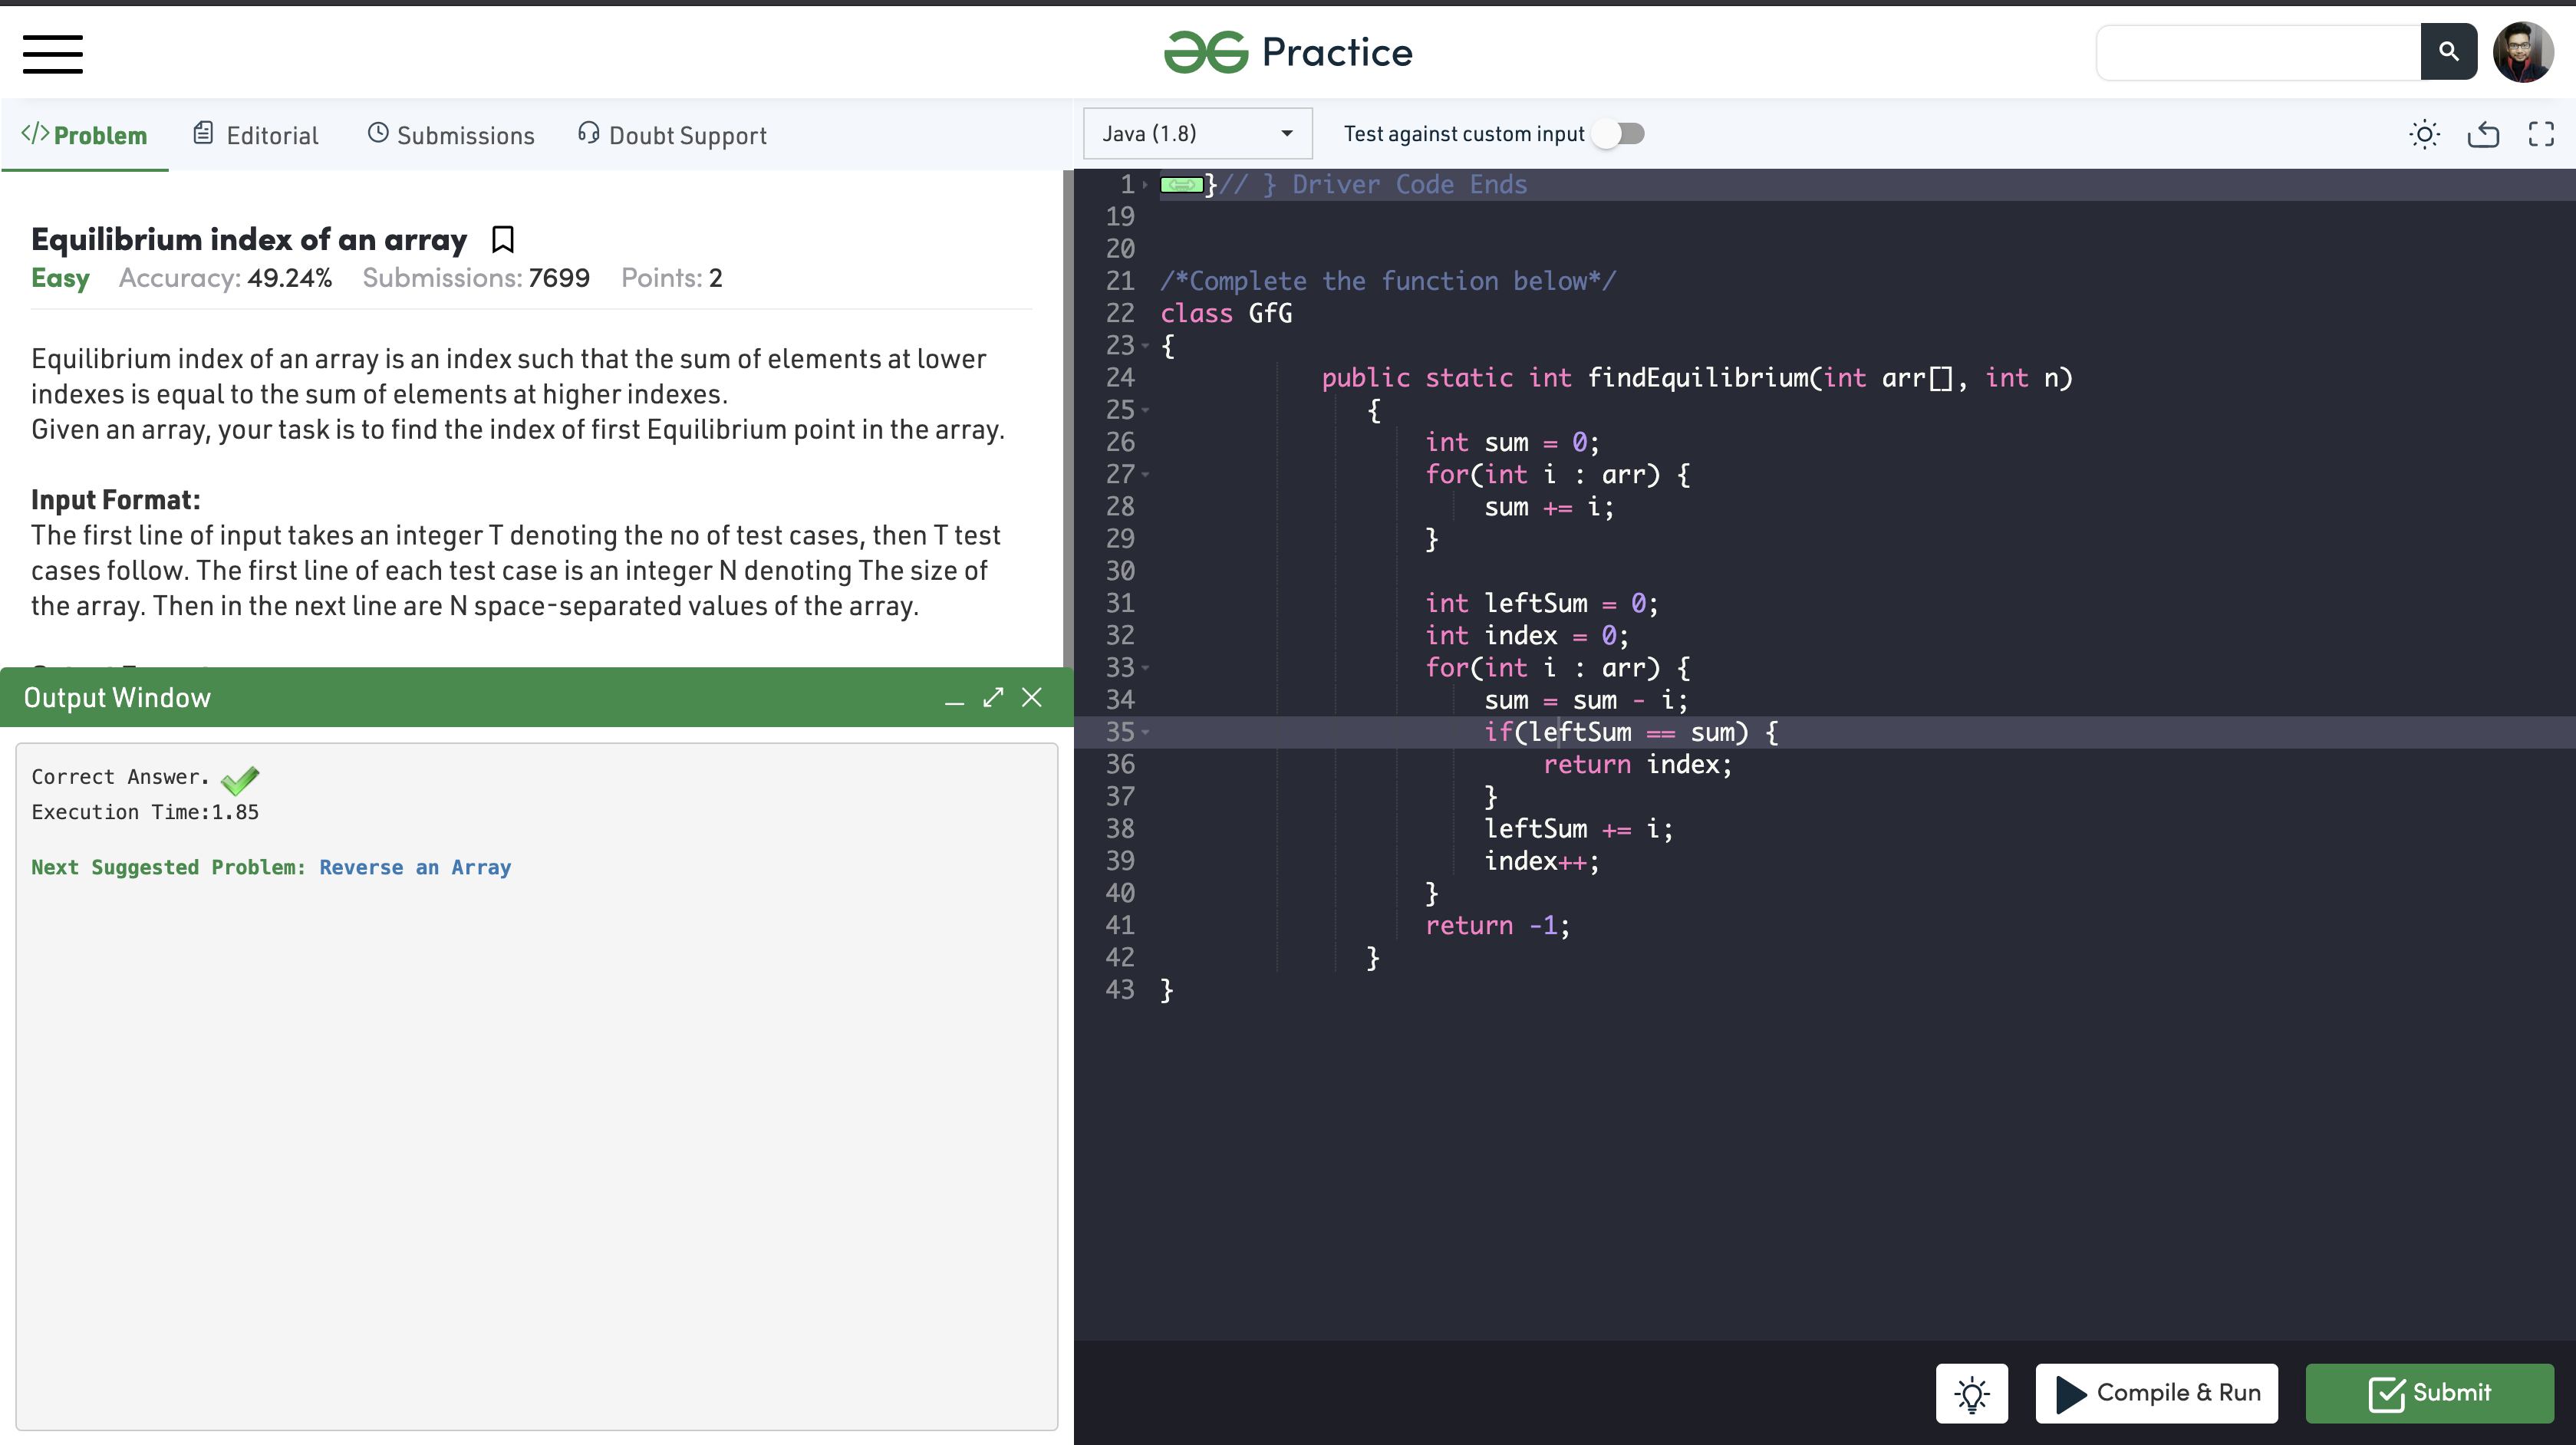 Practice
Problem
Editorial
Submissions
Doubt Support
Java (1.8)
Test against custom input
Equilibrium index of an array
Easy Accuracy: 49.24% Submissions: 7699 Points: 2
Equilibrium index of an array is an index such that the sum of elements at lower
indexes is equal to the sum of elements at higher indexes.
Given an array, your task is to find the index of first Equilibrium point in the array.
Input Format:
The first line of input takes an integer T denoting the no of test cases, then T test
cases follow. The first line of each test case is an integer N denoting The size of
the array. Then in the next line are N space-separated values of the array.
Output Window
Correct Answer.
Execution Time:1.85
Next Suggested Problem: Reverse an Array
1 }// } Driver Code Ends
19
20
21 /*Complete the function below*/
22 class GfG
23 {
24 public static int findEquilibrium(int arr[], int n)
25 {
26 int sum = 0;
27 for(int i : arr) {
28 sum += i;
29 }
30
31 int leftSum = 0;
32 int index = 0;
33 for(int i : arr) {
34 sum = sum - i;
35 if(leftSum == sum) {
36 return index;
37 }
38 leftSum += i;
39 index++;
40 }
41 return -1;
42 }
43 }
Compile & Run
Submit